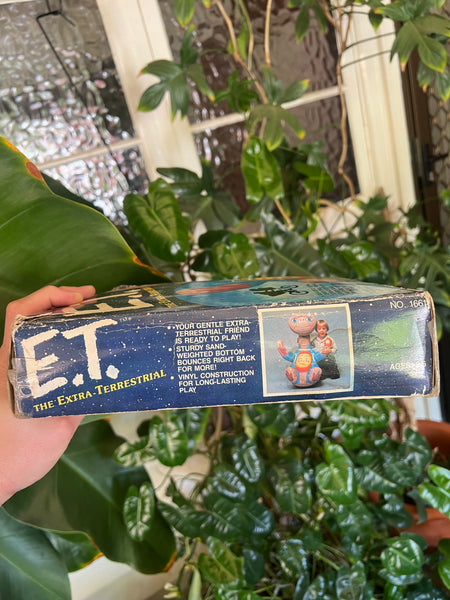 E.T.
THE EXTRA-TERRESTRIAL
• YOUR GENTLE EXTRA-
TERRESTRIAL FRIEND
IS READY TO PLAY!
• STURDY SAND-
WEIGHTED BOTTOM
BOUNCES RIGHT BACK
FOR MORE!
• VINYL CONSTRUCTION
FOR LONG-LASTING
PLAY
NO. 1661
AGES